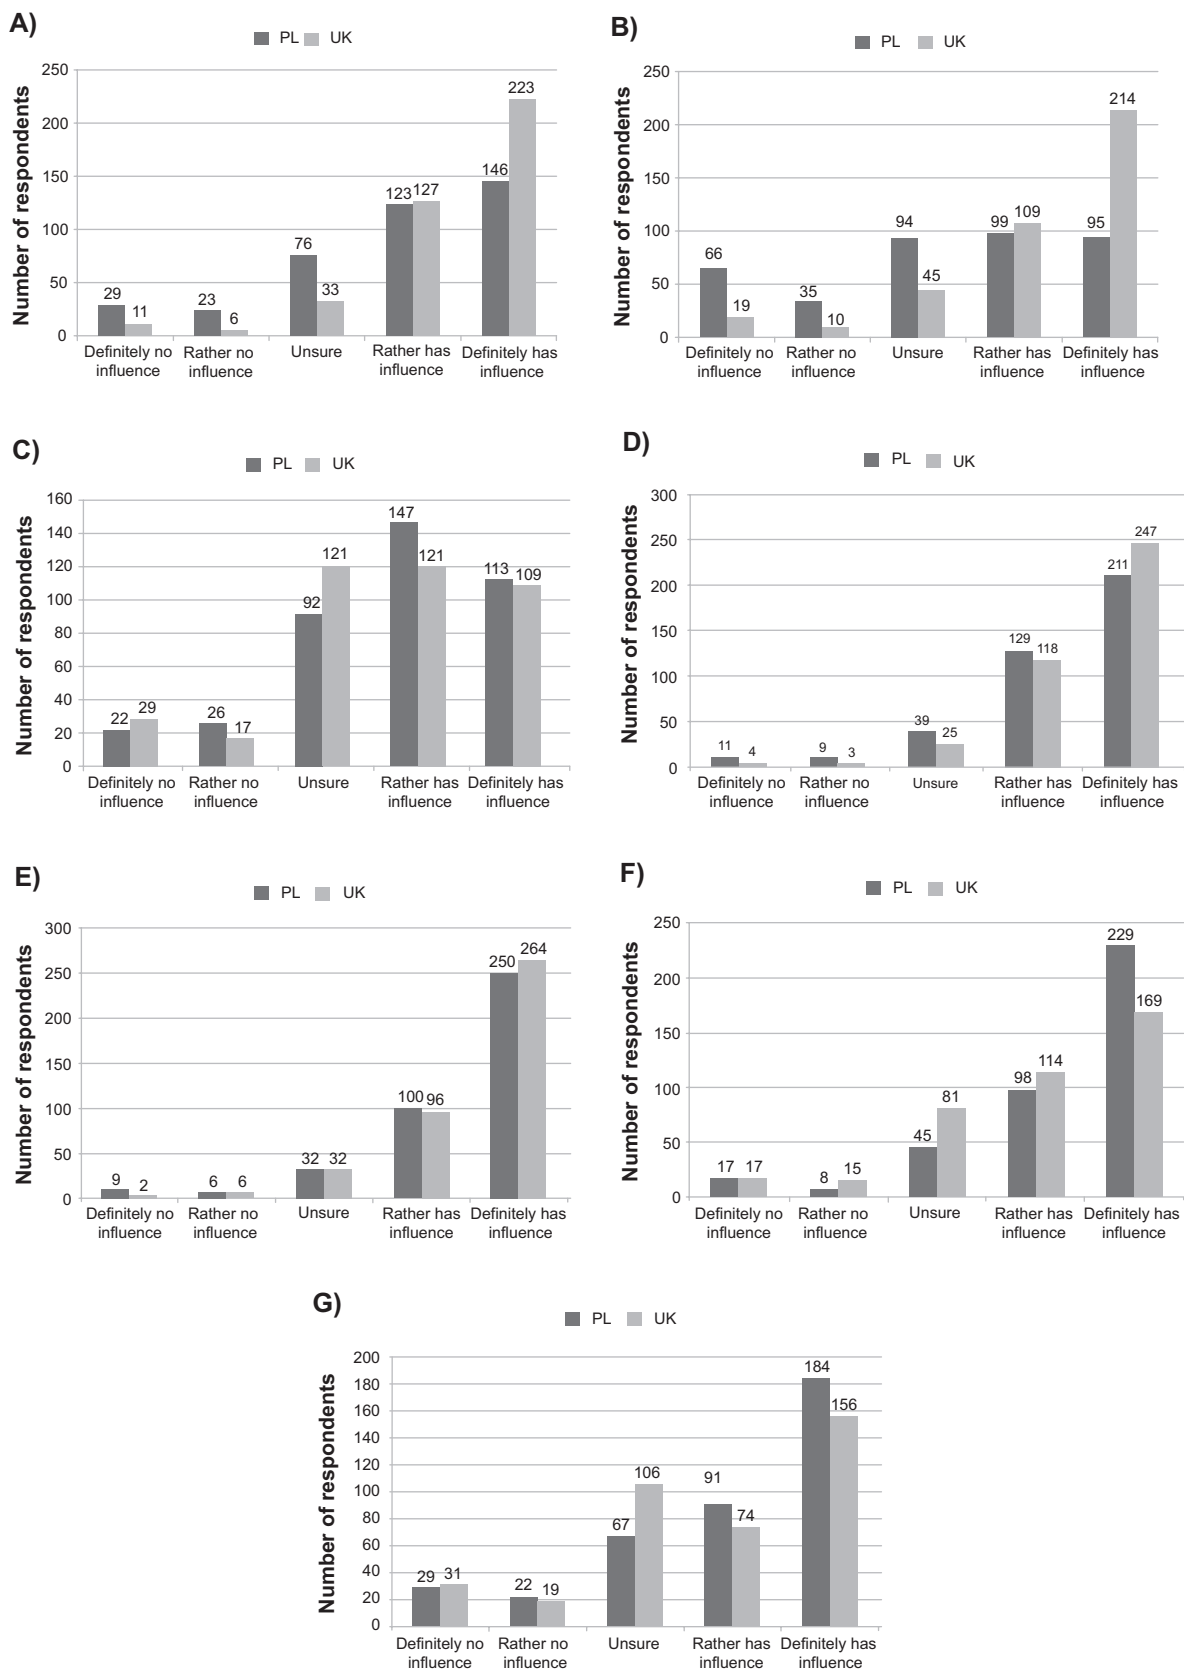 A)
PL UK
Number of respondents
250
200
150
100
50
0
29 11 23 6 76 33 123 127 146 223
Definitely no Rather no Unsure Rather has Definitely has
influence influence influence influence
B)
PL UK
Number of respondents
250
200
150
100
50
0
66 19 35 10 94 45 99 109 95 214
Definitely no Rather no Unsure Rather has Definitely has
influence influence influence influence
C)
PL UK
Number of respondents
160
140
120
100
80
60
40
20
0
22 29 26 17 92 121 147 121 113 109
Definitely no Rather no Unsure Rather has Definitely has
influence influence influence influence
D)
PL UK
Number of respondents
300
250
200
150
100
50
0
11 4 9 3 39 25 129 118 211 247
Definitely no Rather no Unsure Rather has Definitely has
influence influence influence influence
E)
PL UK
Number of respondents
300
250
200
150
100
50
0
9 2 6 6 32 32 100 96 250 264
Definitely no Rather no Unsure Rather has Definitely has
influence influence influence influence
F)
PL UK
Number of respondents
250
200
150
100
50
0
17 17 8 15 45 81 98 114 229 169
Definitely no Rather no Unsure Rather has Definitely has
influence influence influence influence
G)
PL UK
Number of respondents
200
180
160
140
120
100
80
60
40
20
0
29 31 22 19 67 106 91 74 184 156
Definitely no Rather no Unsure Rather has Definitely has
influence influence influence influence